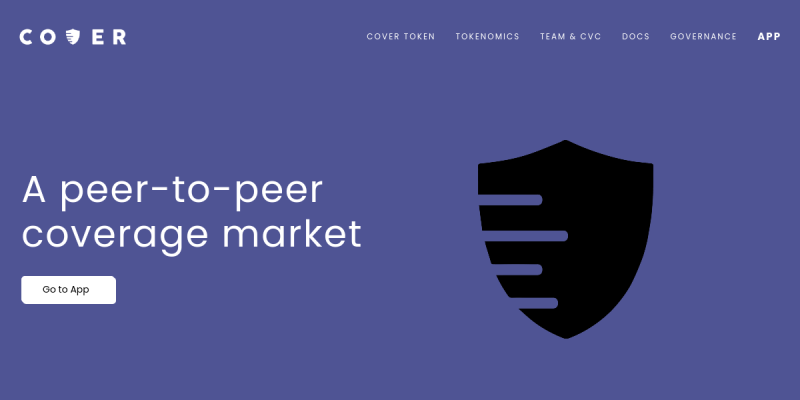 COVER
COVER TOKEN TOKENOMICS TEAM & CVC DOCS GOVERNANCE APP
A peer-to-peer
coverage market
Go to App